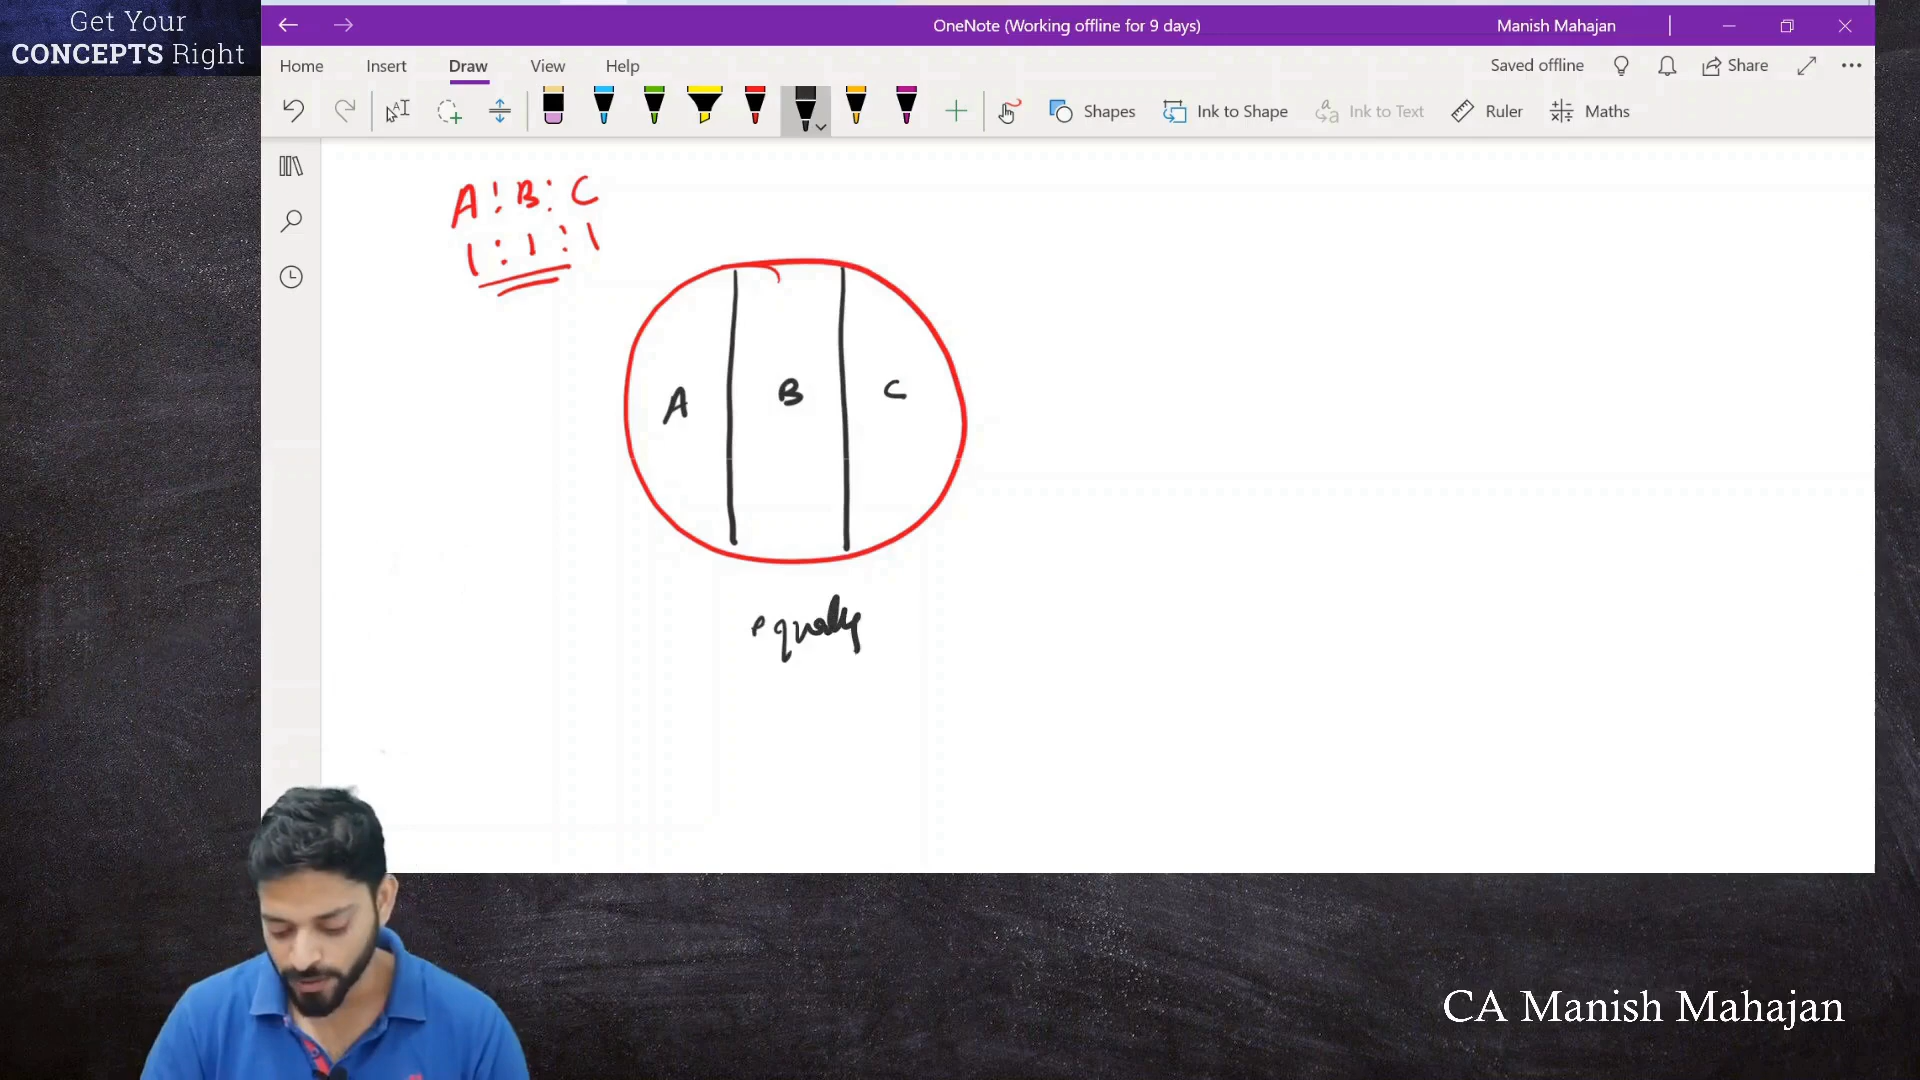 Get Your
CONCEPTS Right
OneNote (Working offline for 9 days)
Manish Mahajan
Home Insert Draw View Help
Saved offline
Share
Shapes
Ink to Shape
Ink to Text
Ruler
Maths
A : B : C
1 : 1 : 1
A B C
equally
CA Manish Mahajan